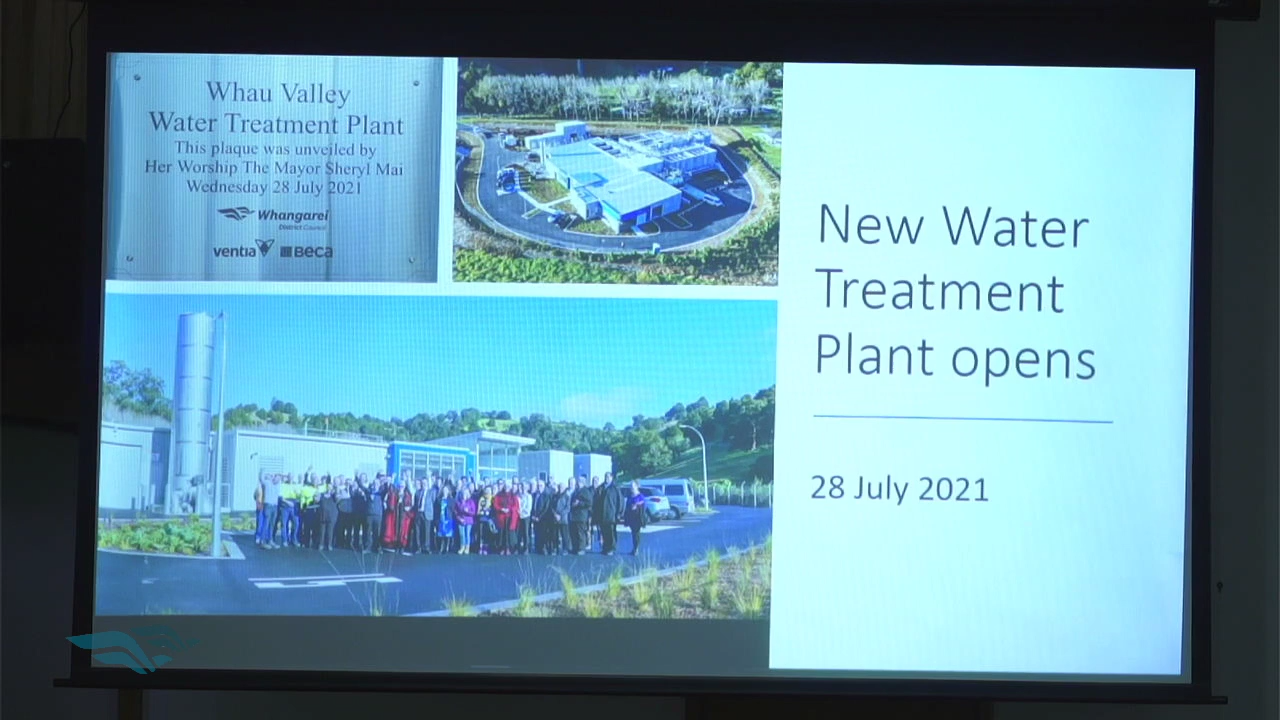 Whau Valley
Water Treatment Plant
This plaque was unveiled by
Her Worship The Mayor Sheryl Mai
Wednesday 28 July 2021
Whangarei
District Council
ventia BECA
New Water
Treatment
Plant opens
28 July 2021